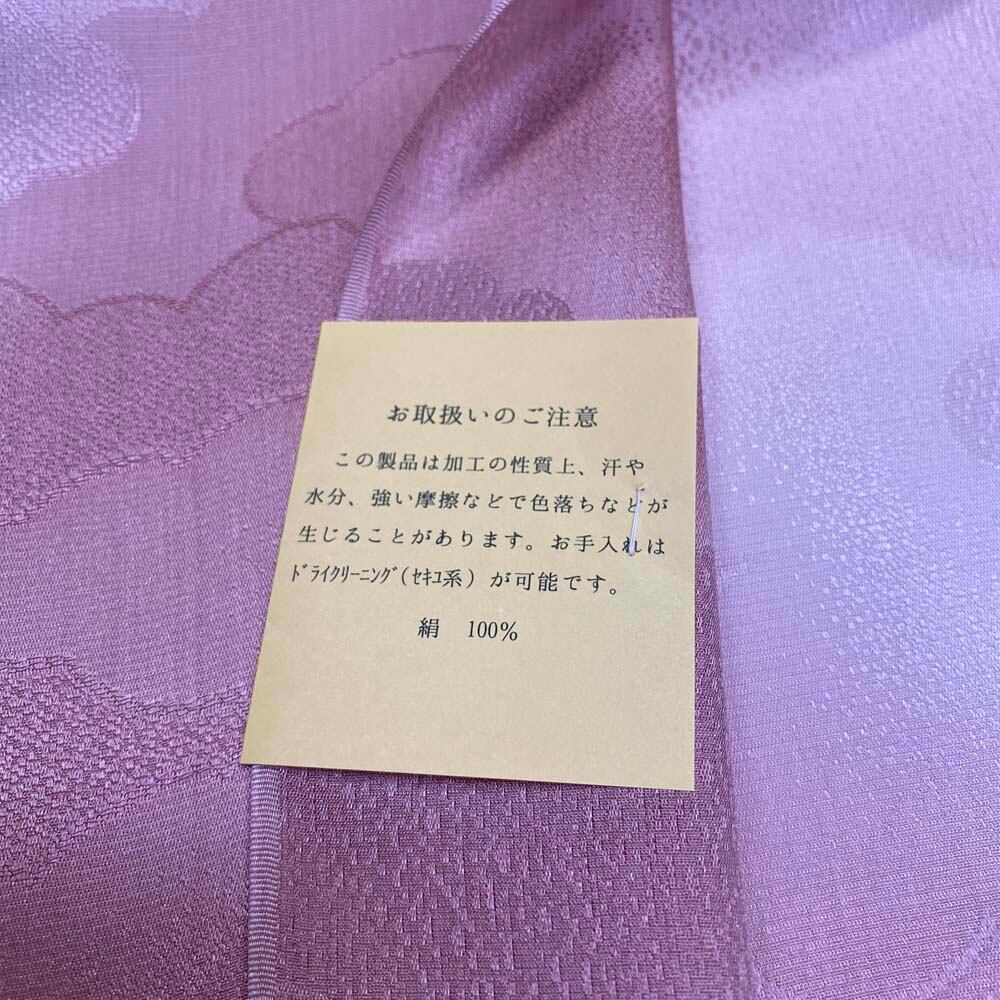 お取扱いのご注意
この製品は加工の性質上、汗や
水分、強い摩擦などで色落ちなどが
生じることがあります。お手入れは
ﾄﾞﾗｲｸﾘｰﾆﾝｸﾞ(ｾｷﾕ系)が可能です。
絹 100%